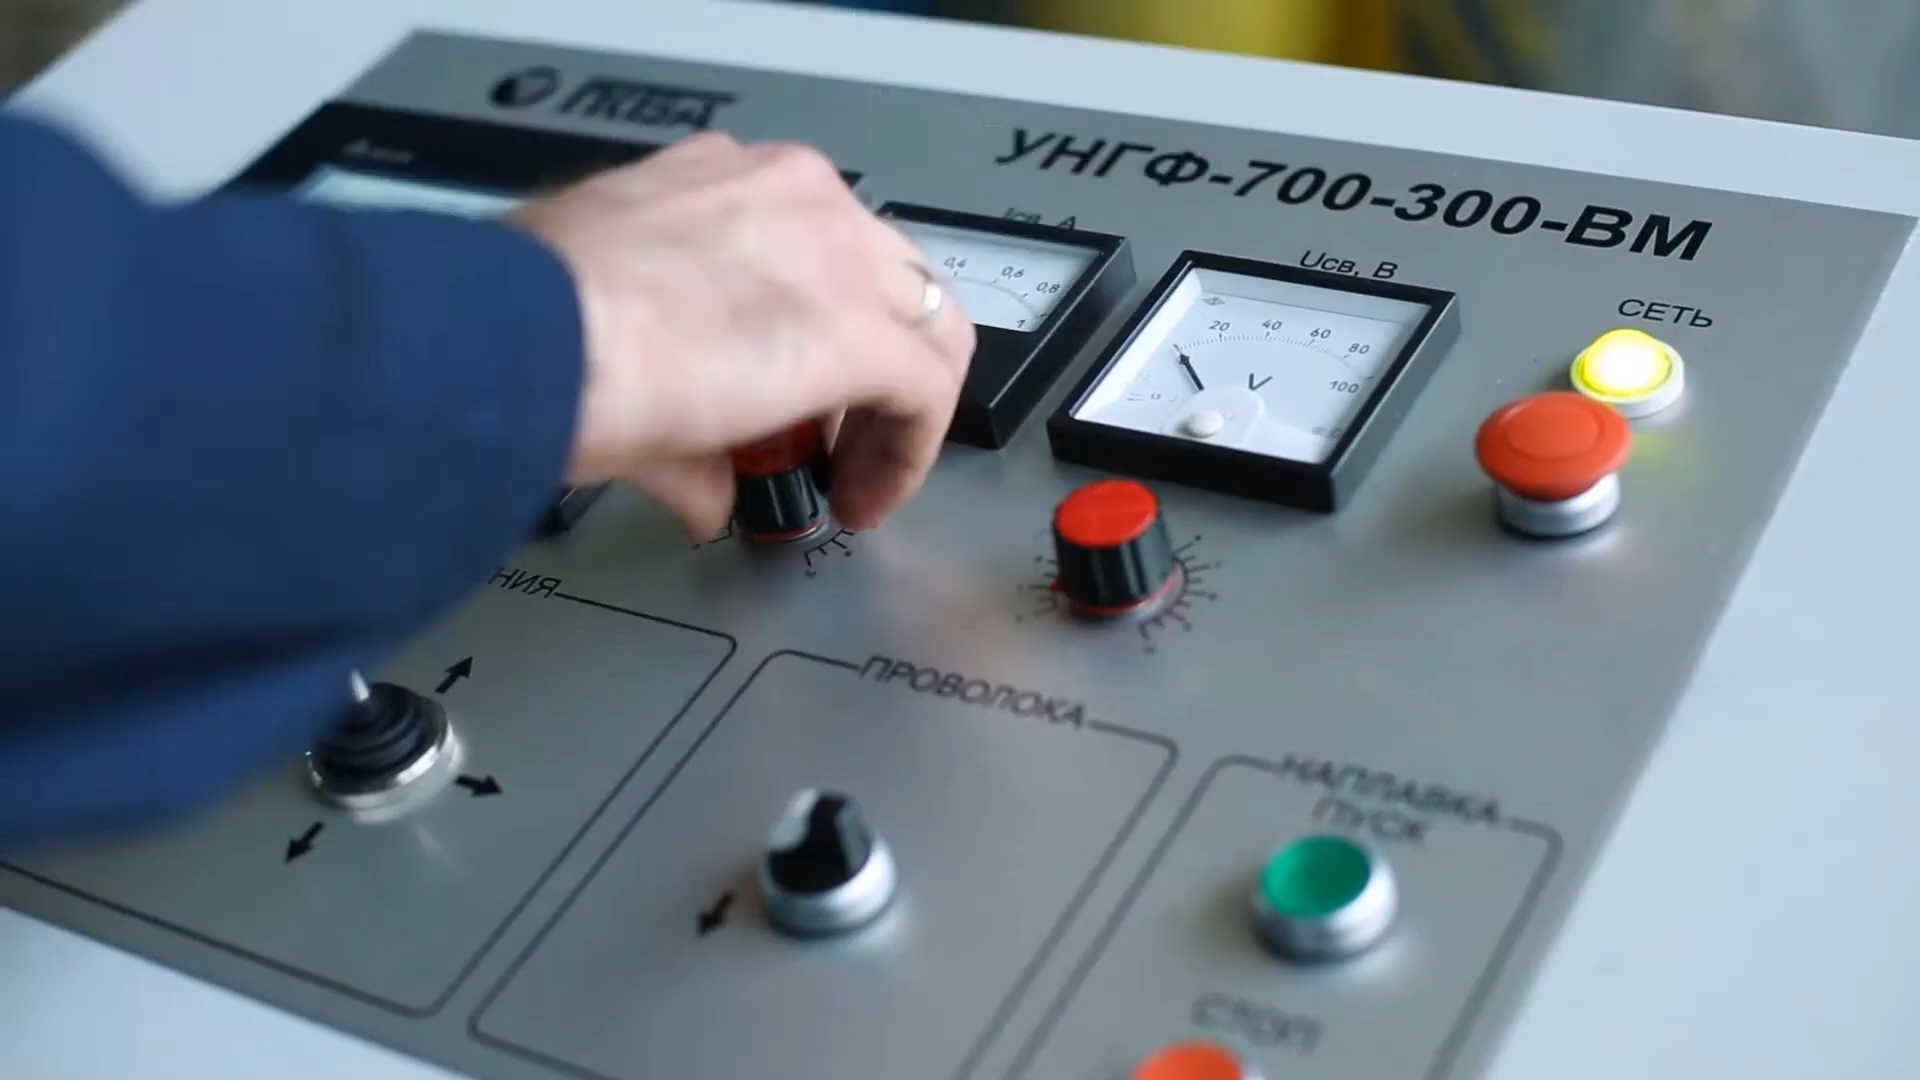 УНГФ-700-300-ВМ
Iсв, А
0,4 0,6 0,8 1
Uсв, В
20 40 60 80 100
V
СЕТЬ
НИЯ
ПРОВОЛОКА
НАПЛАВКА
ПУСК
СТОП